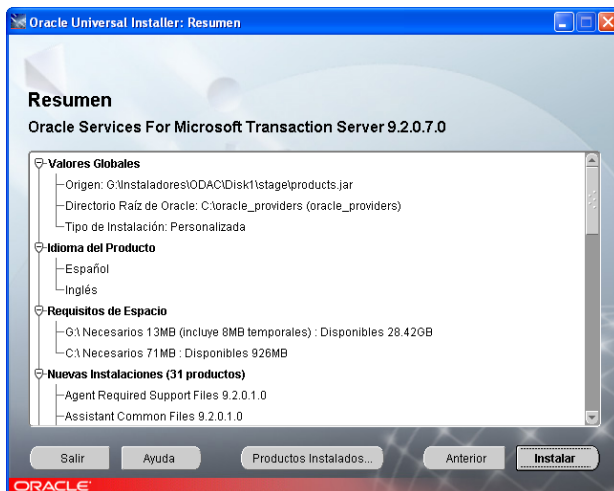 Oracle Universal Installer: Resumen
Resumen
Oracle Services For Microsoft Transaction Server 9.2.0.7.0
Valores Globales
Origen: G:\Instaladores\ODAC\Disk1\stage\products.jar
Directorio Raíz de Oracle: C:\oracle_providers (oracle_providers)
Tipo de Instalación: Personalizada
Idioma del Producto
Español
Inglés
Requisitos de Espacio
G:\ Necesarios 13MB (incluye 8MB temporales) : Disponibles 28.42GB
C:\ Necesarios 71MB : Disponibles 926MB
Nuevas Instalaciones (31 productos)
Agent Required Support Files 9.2.0.1.0
Assistant Common Files 9.2.0.1.0
Salir Ayuda Productos Instalados... Anterior Instalar
ORACLE